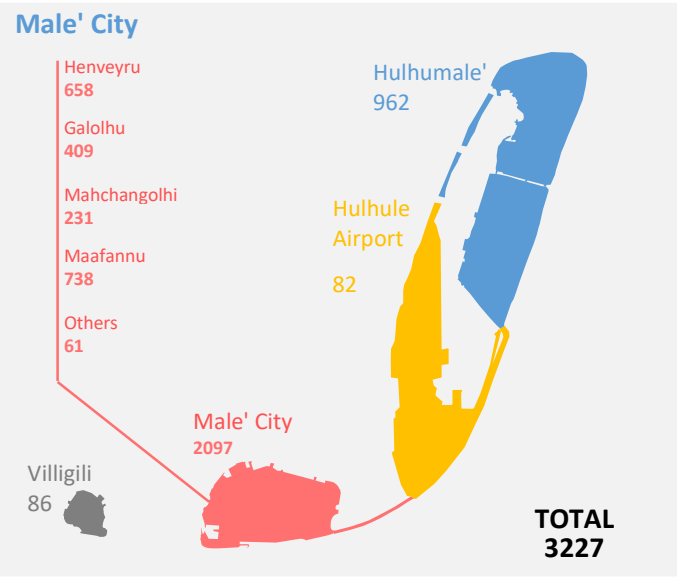 Male' City
Henveyru
658
Galolhu
409
Mahchangolhi
231
Maafannu
738
Others
61
Hulhumale'
962
Hulhule
Airport
82
Male' City
2097
Villigili
86
TOTAL
3227